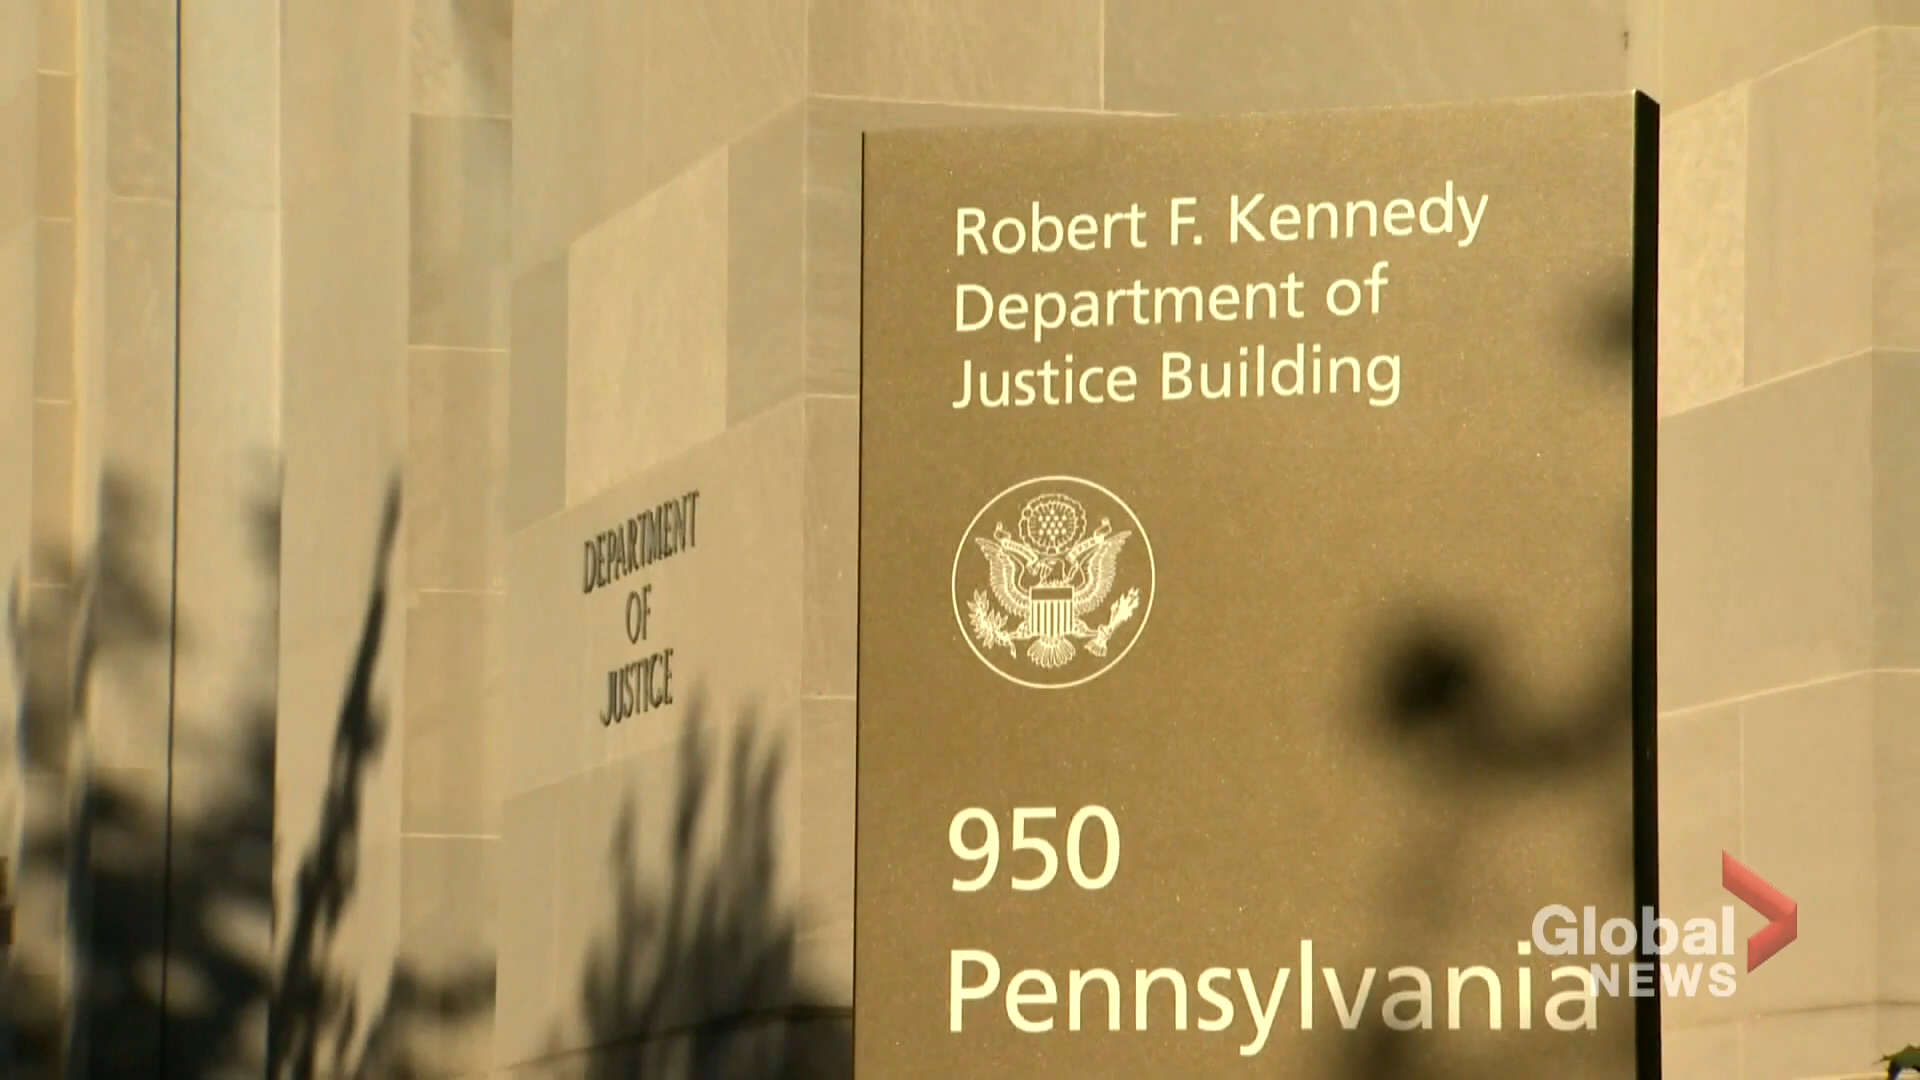 Robert F. Kennedy
Department of
Justice Building
DEPARTMENT
OF
JUSTICE
950
Pennsylvania
Global
NEWS